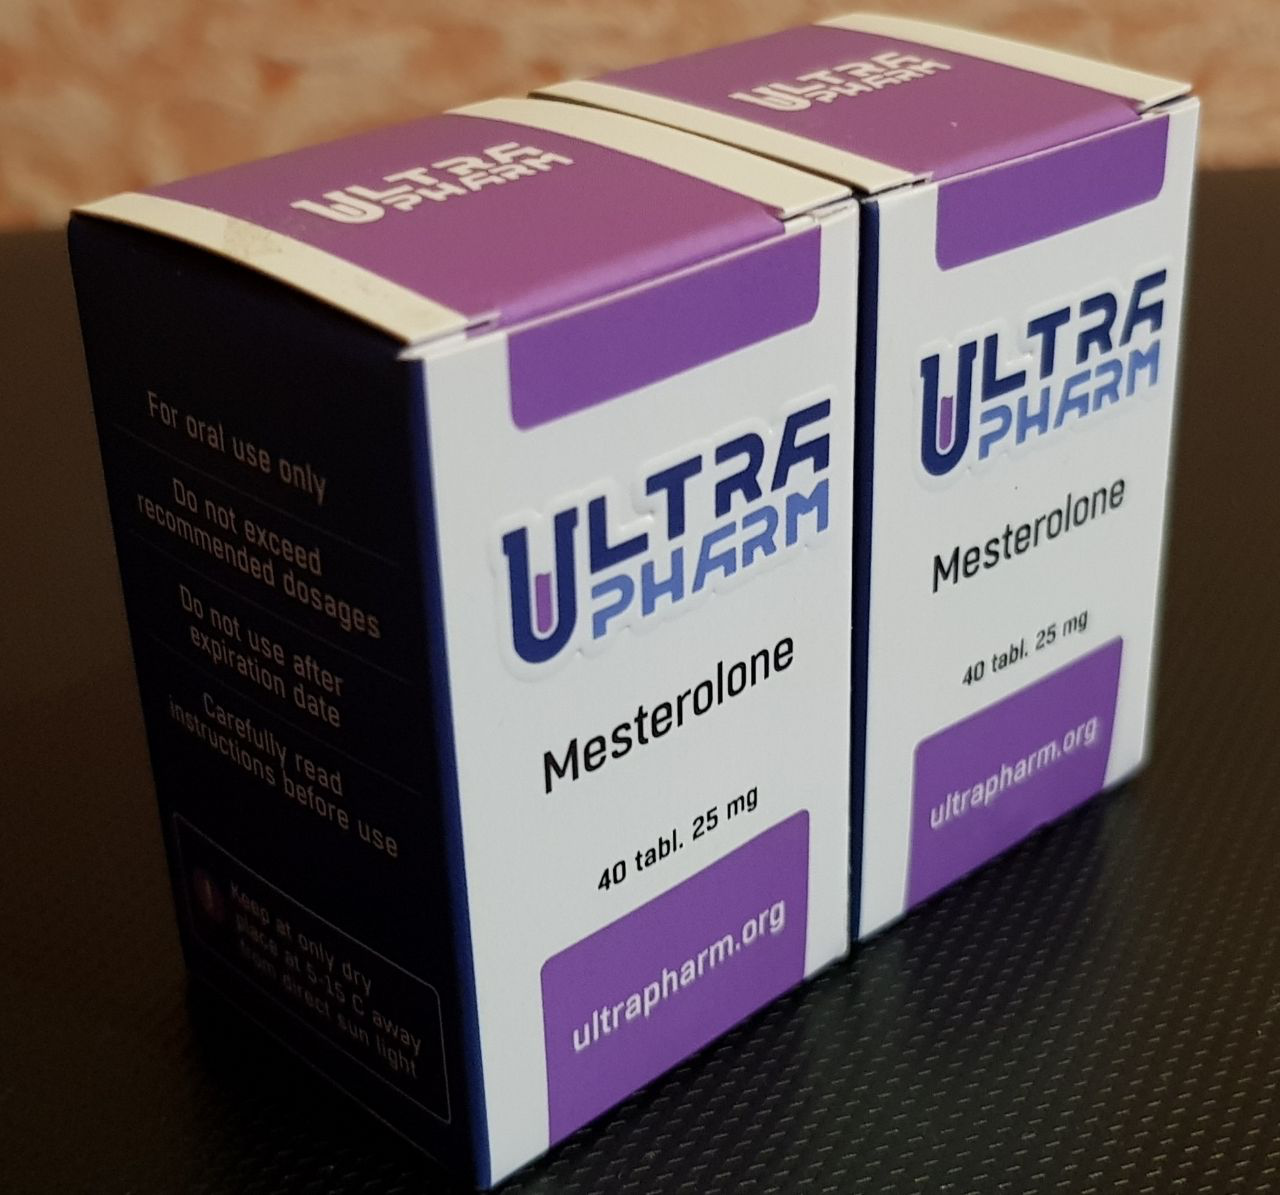 ULTRA
PHARM
ULTRA
PHARM
For oral use only
Do not exceed
recommended dosages
Do not use after
expiration date
Carefully read
instructions before use
Keep at only dry
place at 5-15 C away
from direct sun light
ULTRA
PHARM
Mesterolone
40 tabl. 25 mg
ultrapharm.org
ULTRA
PHARM
Mesterolone
40 tabl. 25 mg
ultrapharm.org